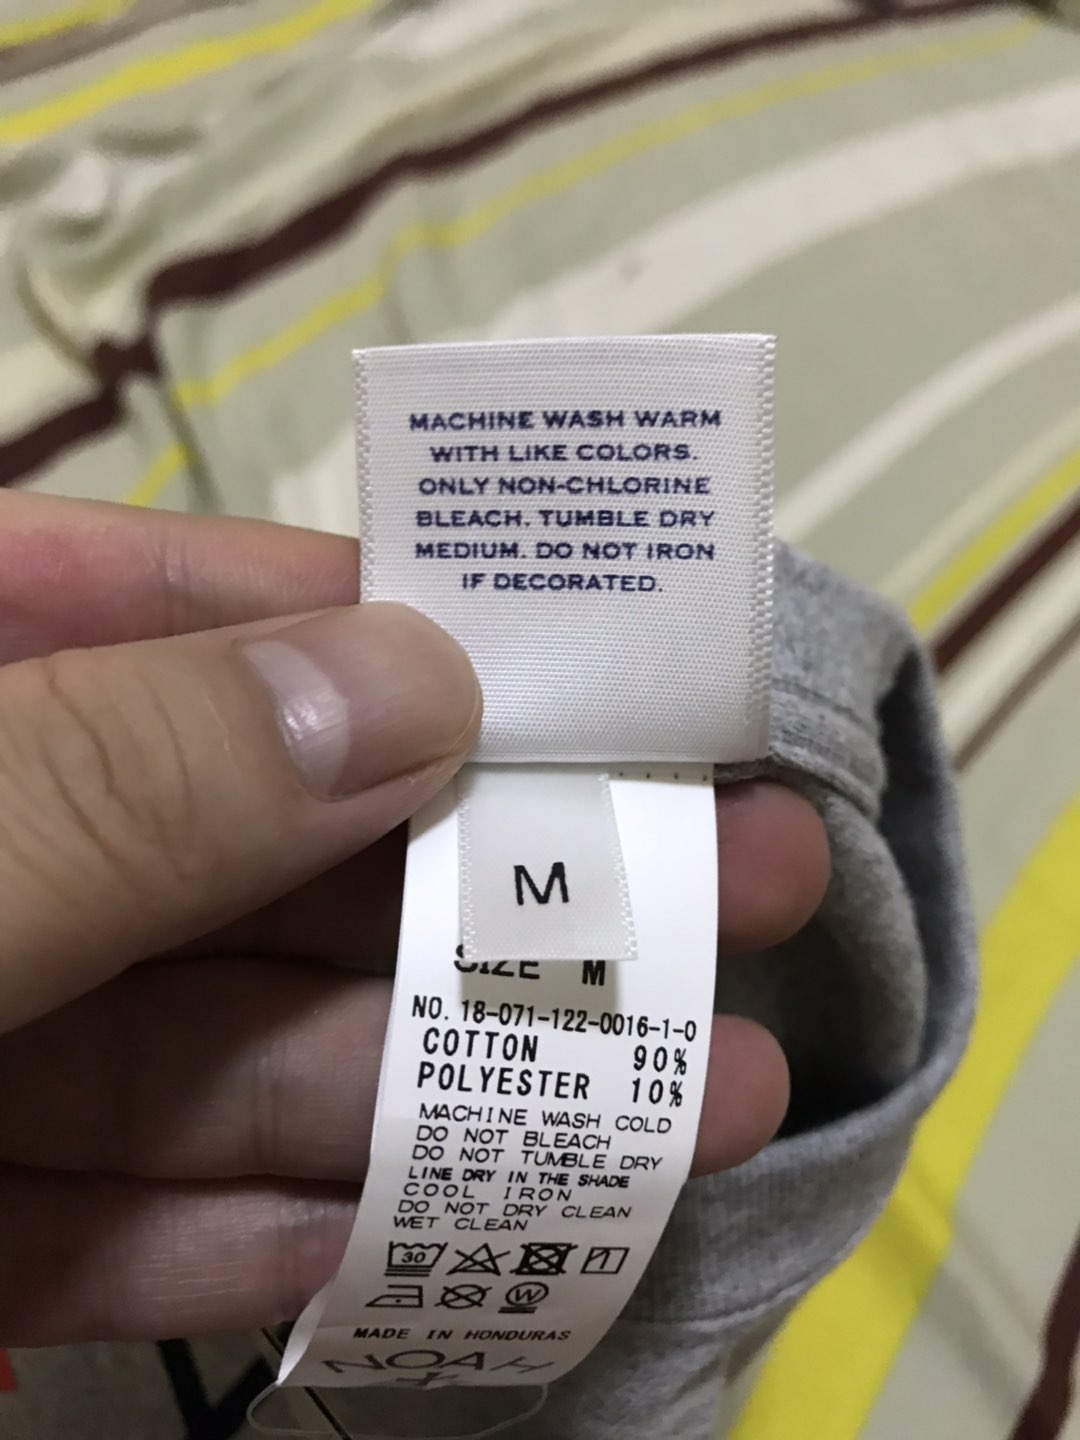 MACHINE WASH WARM
WITH LIKE COLORS.
ONLY NON-CHLORINE
BLEACH. TUMBLE DRY
MEDIUM. DO NOT IRON
IF DECORATED.
M
SIZE M
NO. 18-071-122-0016-1-0
COTTON 90%
POLYESTER 10%
MACHINE WASH COLD
DO NOT BLEACH
DO NOT TUMBLE DRY
LINE DRY IN THE SHADE
COOL IRON
DO NOT DRY CLEAN
WET CLEAN
30
W
MADE IN HONDURAS
NOAH